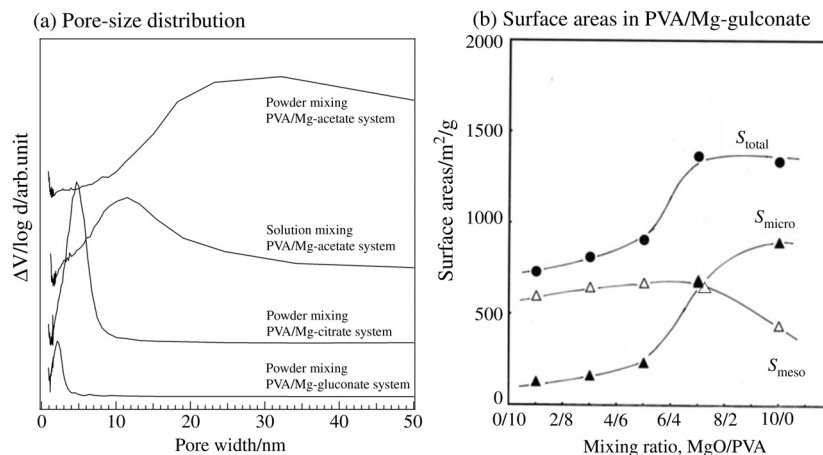 (a) Pore-size distribution
ΔV/log d/arb.unit
Powder mixing
PVA/Mg-acetate system
Solution mixing
PVA/Mg-acetate system
Powder mixing
PVA/Mg-citrate system
Powder mixing
PVA/Mg-gluconate system
0 10 20 30 40 50
Pore width/nm
(b) Surface areas in PVA/Mg-gulconate
Surface areas/m²/g
2000
1500
1000
500
0
S total
S micro
S meso
0/10 2/8 4/6 6/4 8/2 10/0
Mixing ratio, MgO/PVA